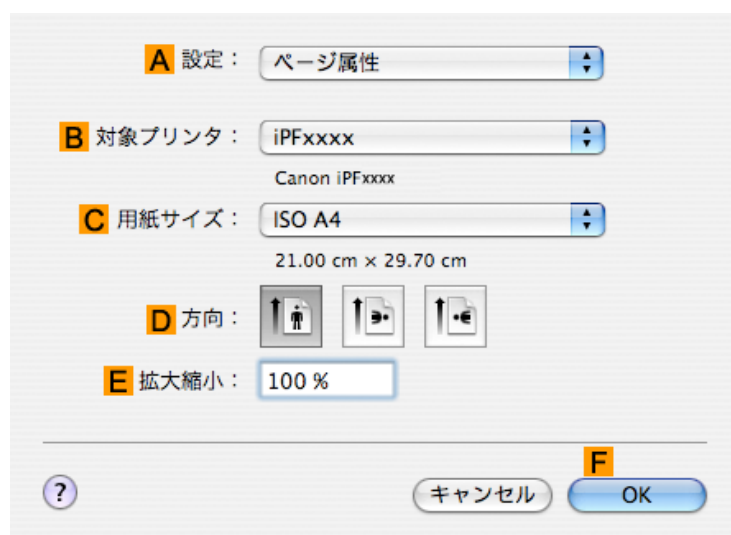 A 設定： ページ属性
B 対象プリンタ： iPFxxxx
Canon iPFxxxx
C 用紙サイズ： ISO A4
21.00 cm × 29.70 cm
D 方向：
E 拡大縮小： 100 %
F
? キャンセル OK